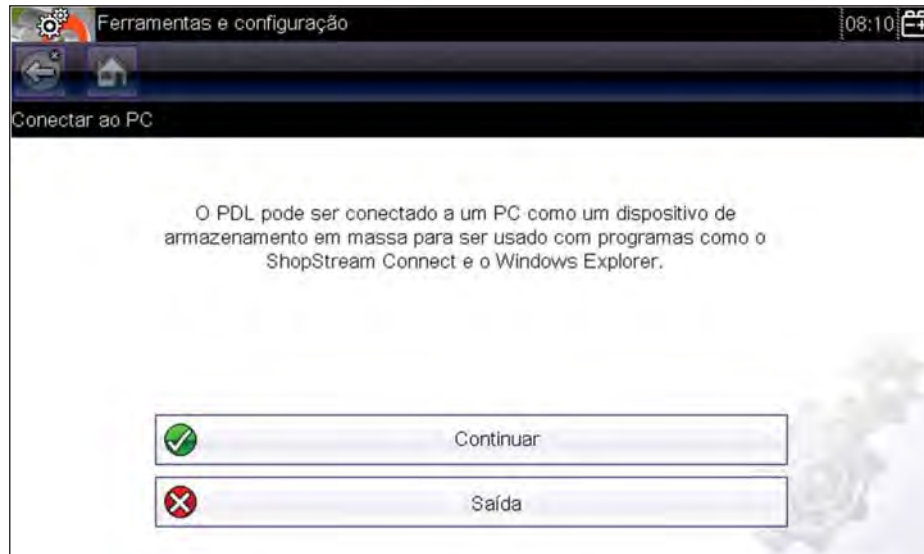 Ferramentas e configuração
08:10
Conectar ao PC
O PDL pode ser conectado a um PC como um dispositivo de
armazenamento em massa para ser usado com programas como o
ShopStream Connect e o Windows Explorer.
Continuar
Saída